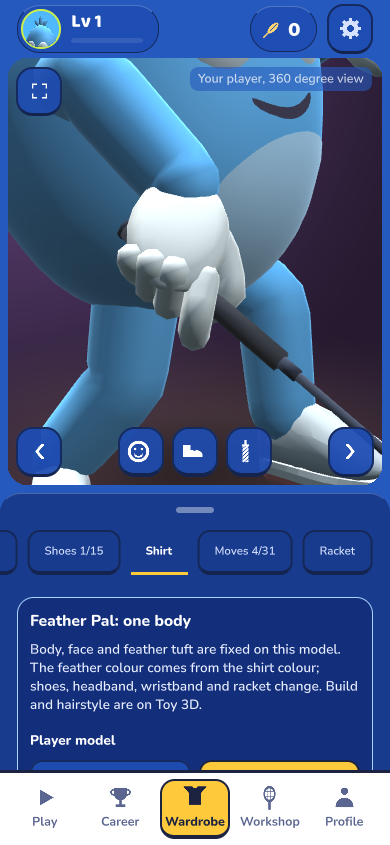 Lv 1
0
Your player, 360 degree view
Shoes 1/15
Shirt
Moves 4/31
Racket
Feather Pal: one body
Body, face and feather tuft are fixed on this model.
The feather colour comes from the shirt colour;
shoes, headband, wristband and racket change. Build
and hairstyle are on Toy 3D.
Player model
Play
Career
Wardrobe
Workshop
Profile